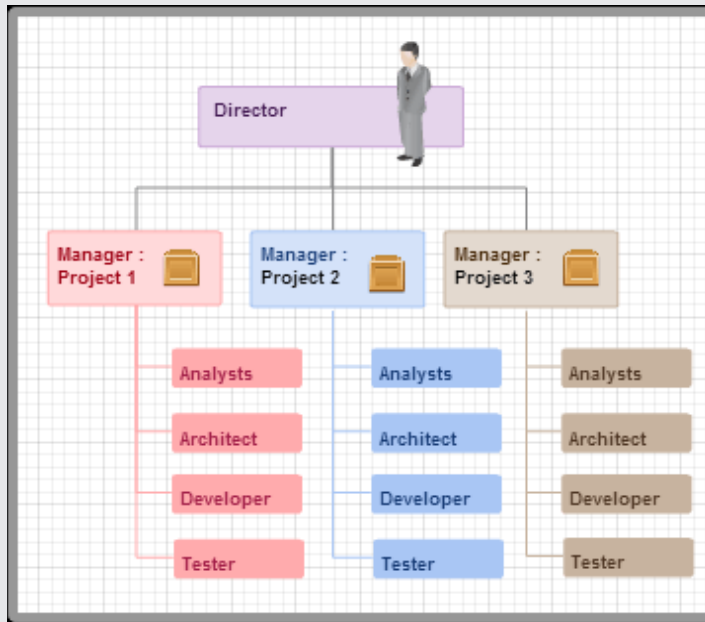 Director
Manager :
Project 1
Manager :
Project 2
Manager :
Project 3
Analysts
Architect
Developer
Tester
Analysts
Architect
Developer
Tester
Analysts
Architect
Developer
Tester